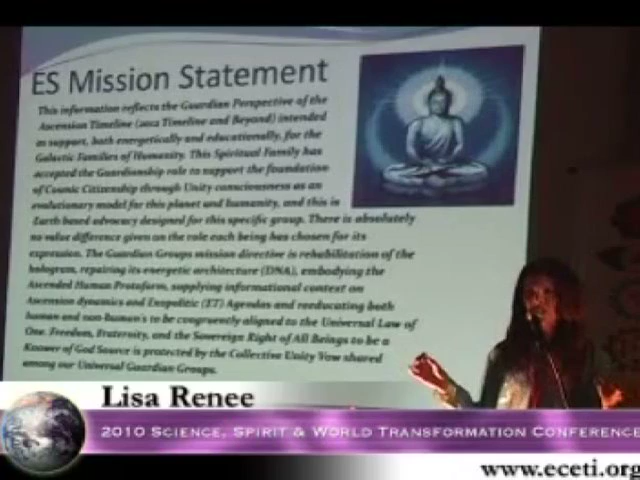 ES Mission Statement
This information reflects the Guardian Perspective of the
Ascension Timeline (2012 Timeline and Beyond) intended
as support, both energetically and educationally, for the
Galactic Families of Humanity. This Spiritual Family has
accepted the Guardianship role to support the foundation
of Cosmic Citizenship through Unity consciousness as an
evolutionary model for this planet and humanity, and this is
Earth based advocacy designed for this specific group. There is absolutely
no value difference given on the role each being has chosen for its
expression. The Guardian Groups mission directive is rehabilitation of the
hologram, repairing its energetic architecture (DNA), embodying the
Ascended Human Protoform, supplying informational context on
Ascension dynamics and Exopolitic (ET) Agendas and reeducating both
human and non-human's to be congruently aligned to the Universal Law of
One. Freedom, Fraternity, and the Sovereign Right of All Beings to be a
Knower of God Source is protected by the Collective Unity Vow shared
among our Universal Guardian Groups.
Lisa Renee
2010 Science, Spirit & World Transformation Conference
www.eceti.org